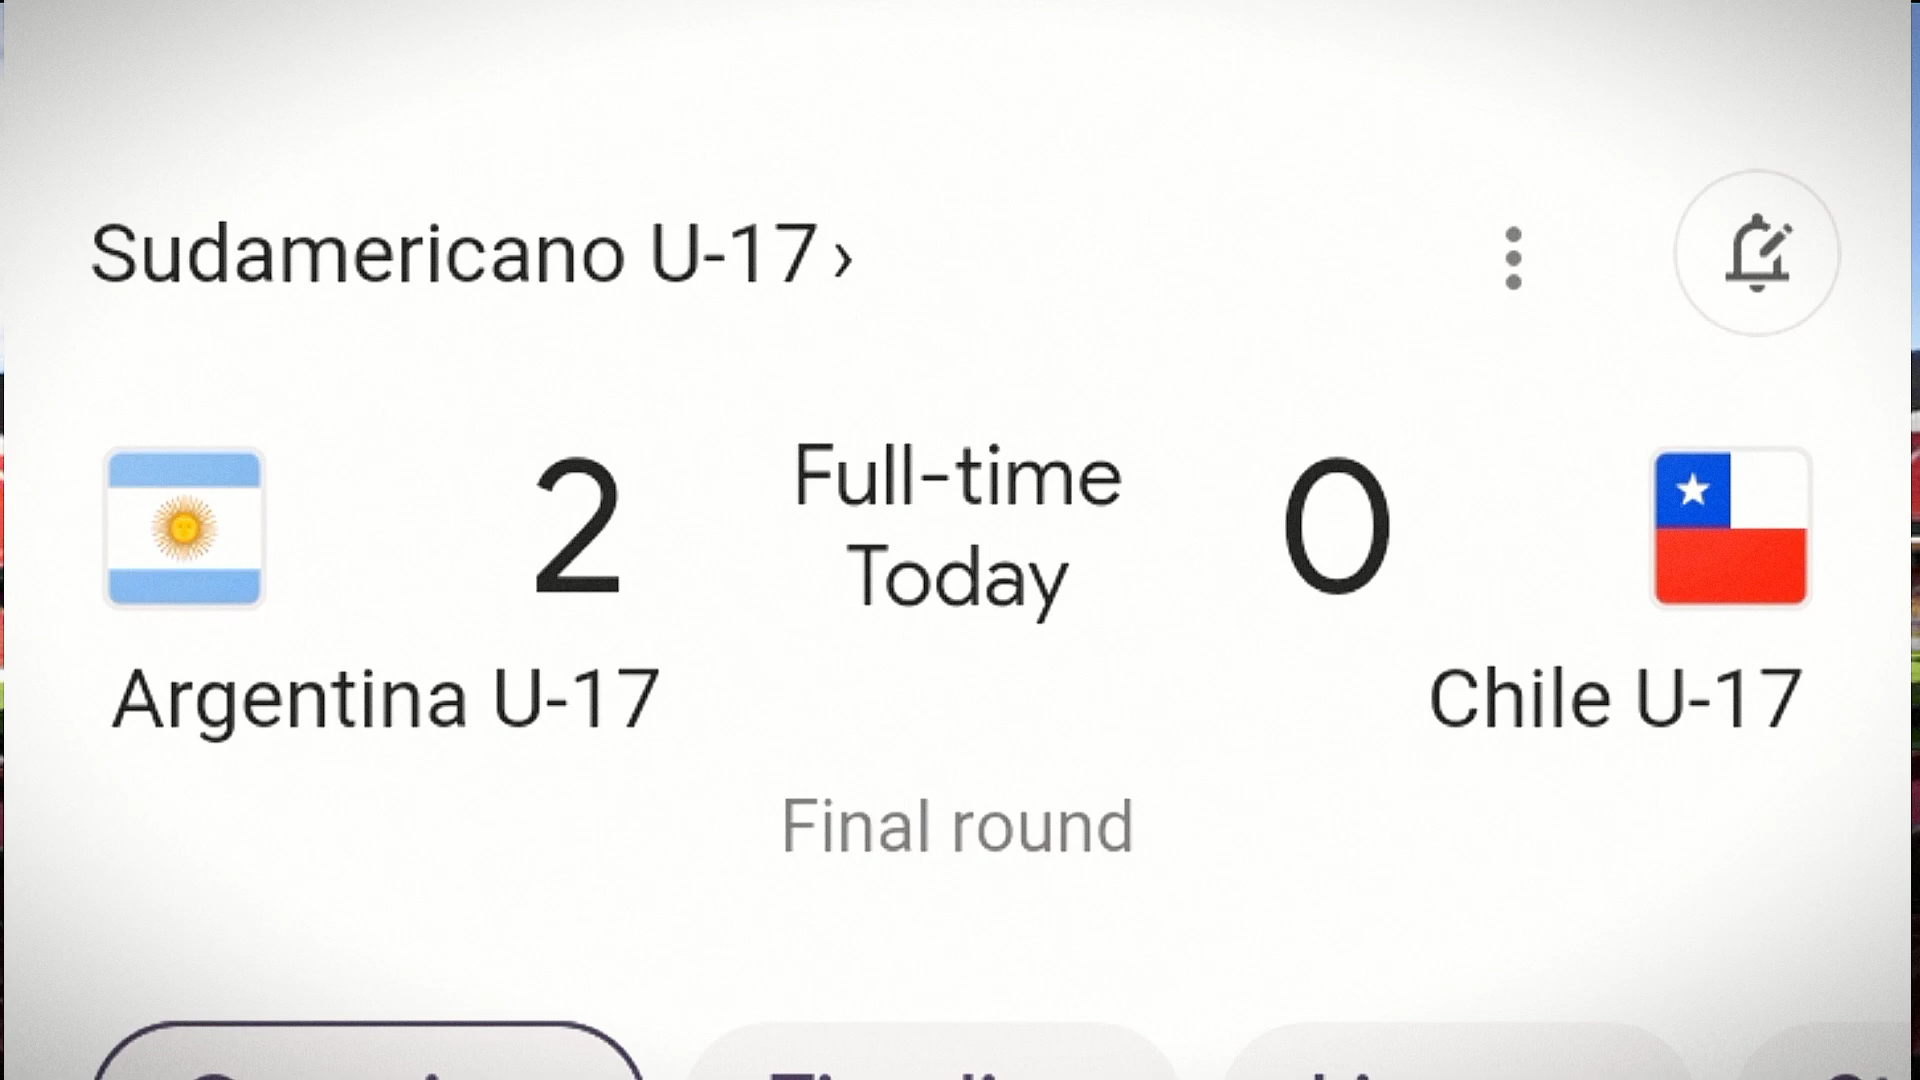 Sudamericano U-17 ›
2 Full-time 0
Today
Argentina U-17 Chile U-17
Final round